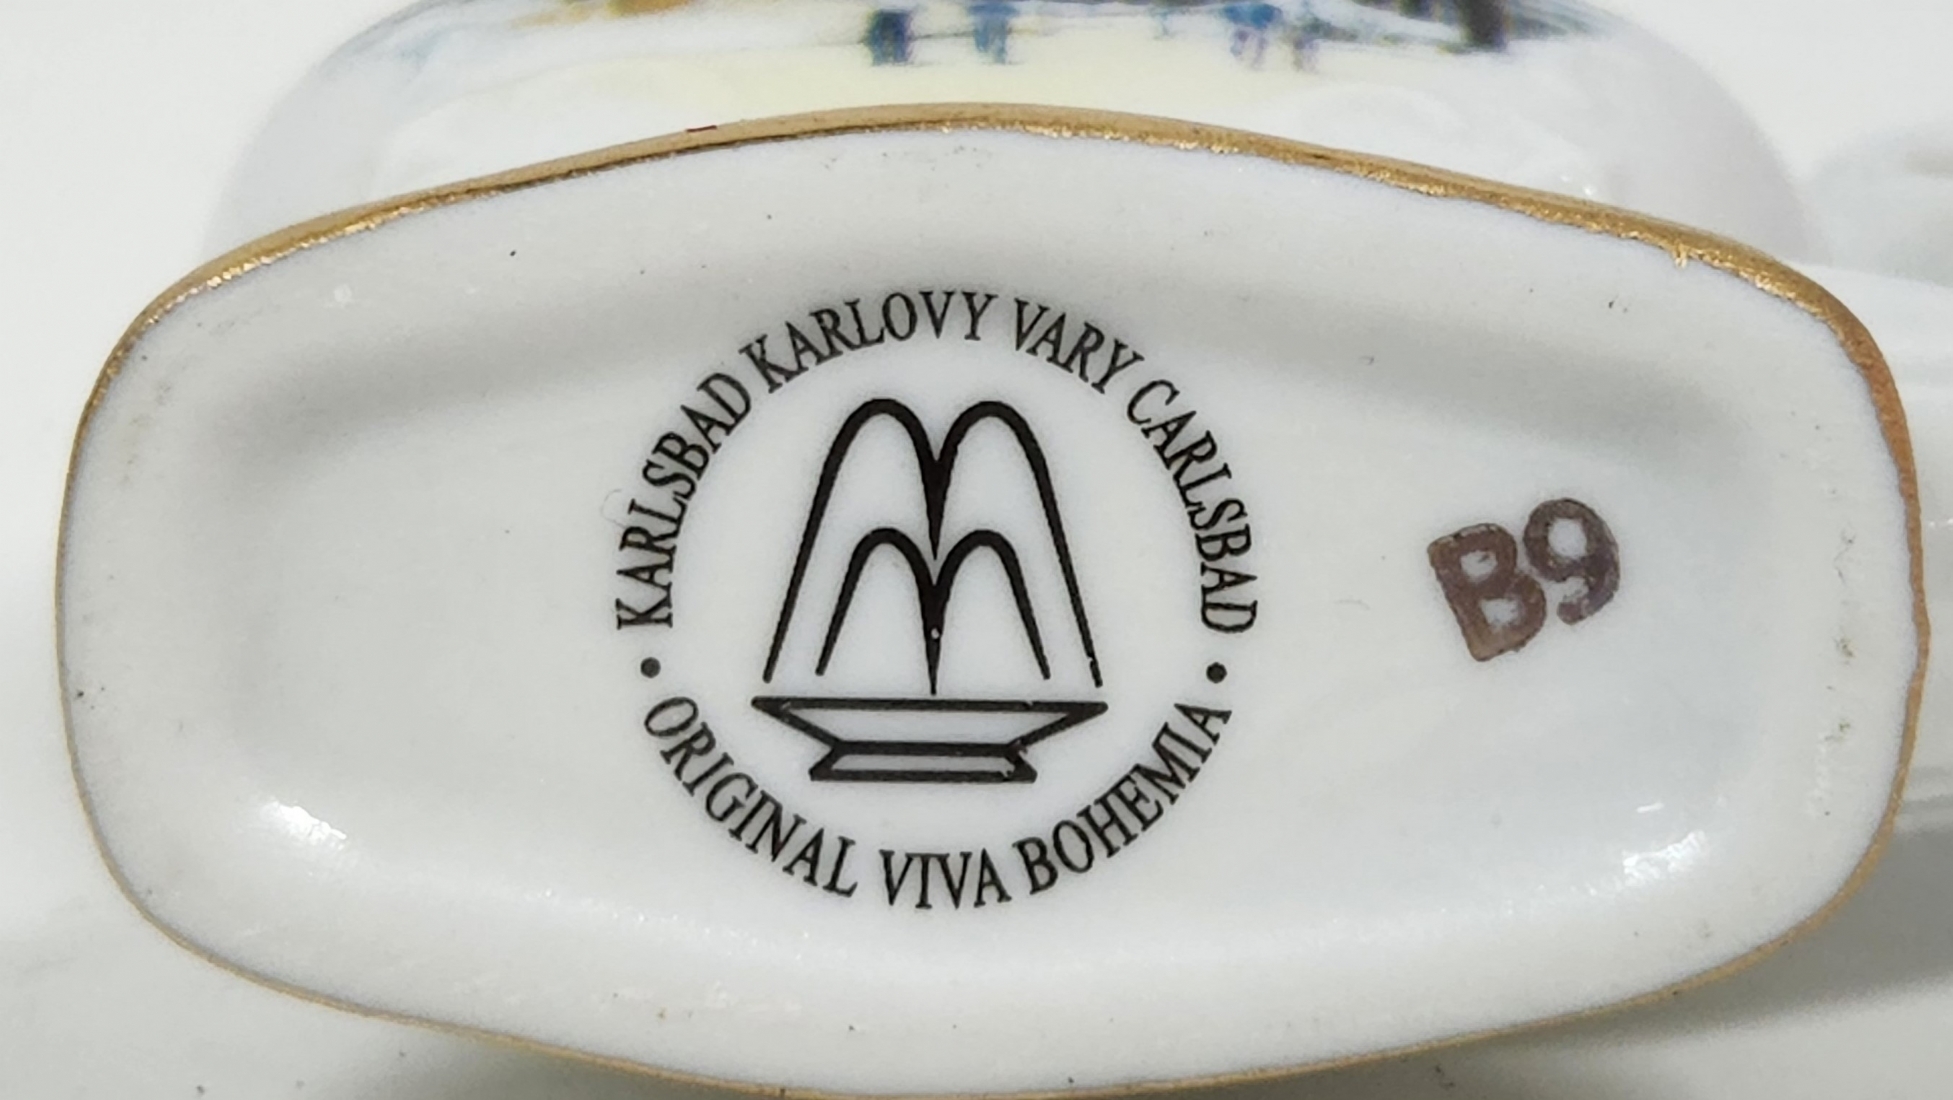 KARLSBAD KARLOVY VARY CARLSBAD
• ORIGINAL VIVA BOHEMIA •
B9